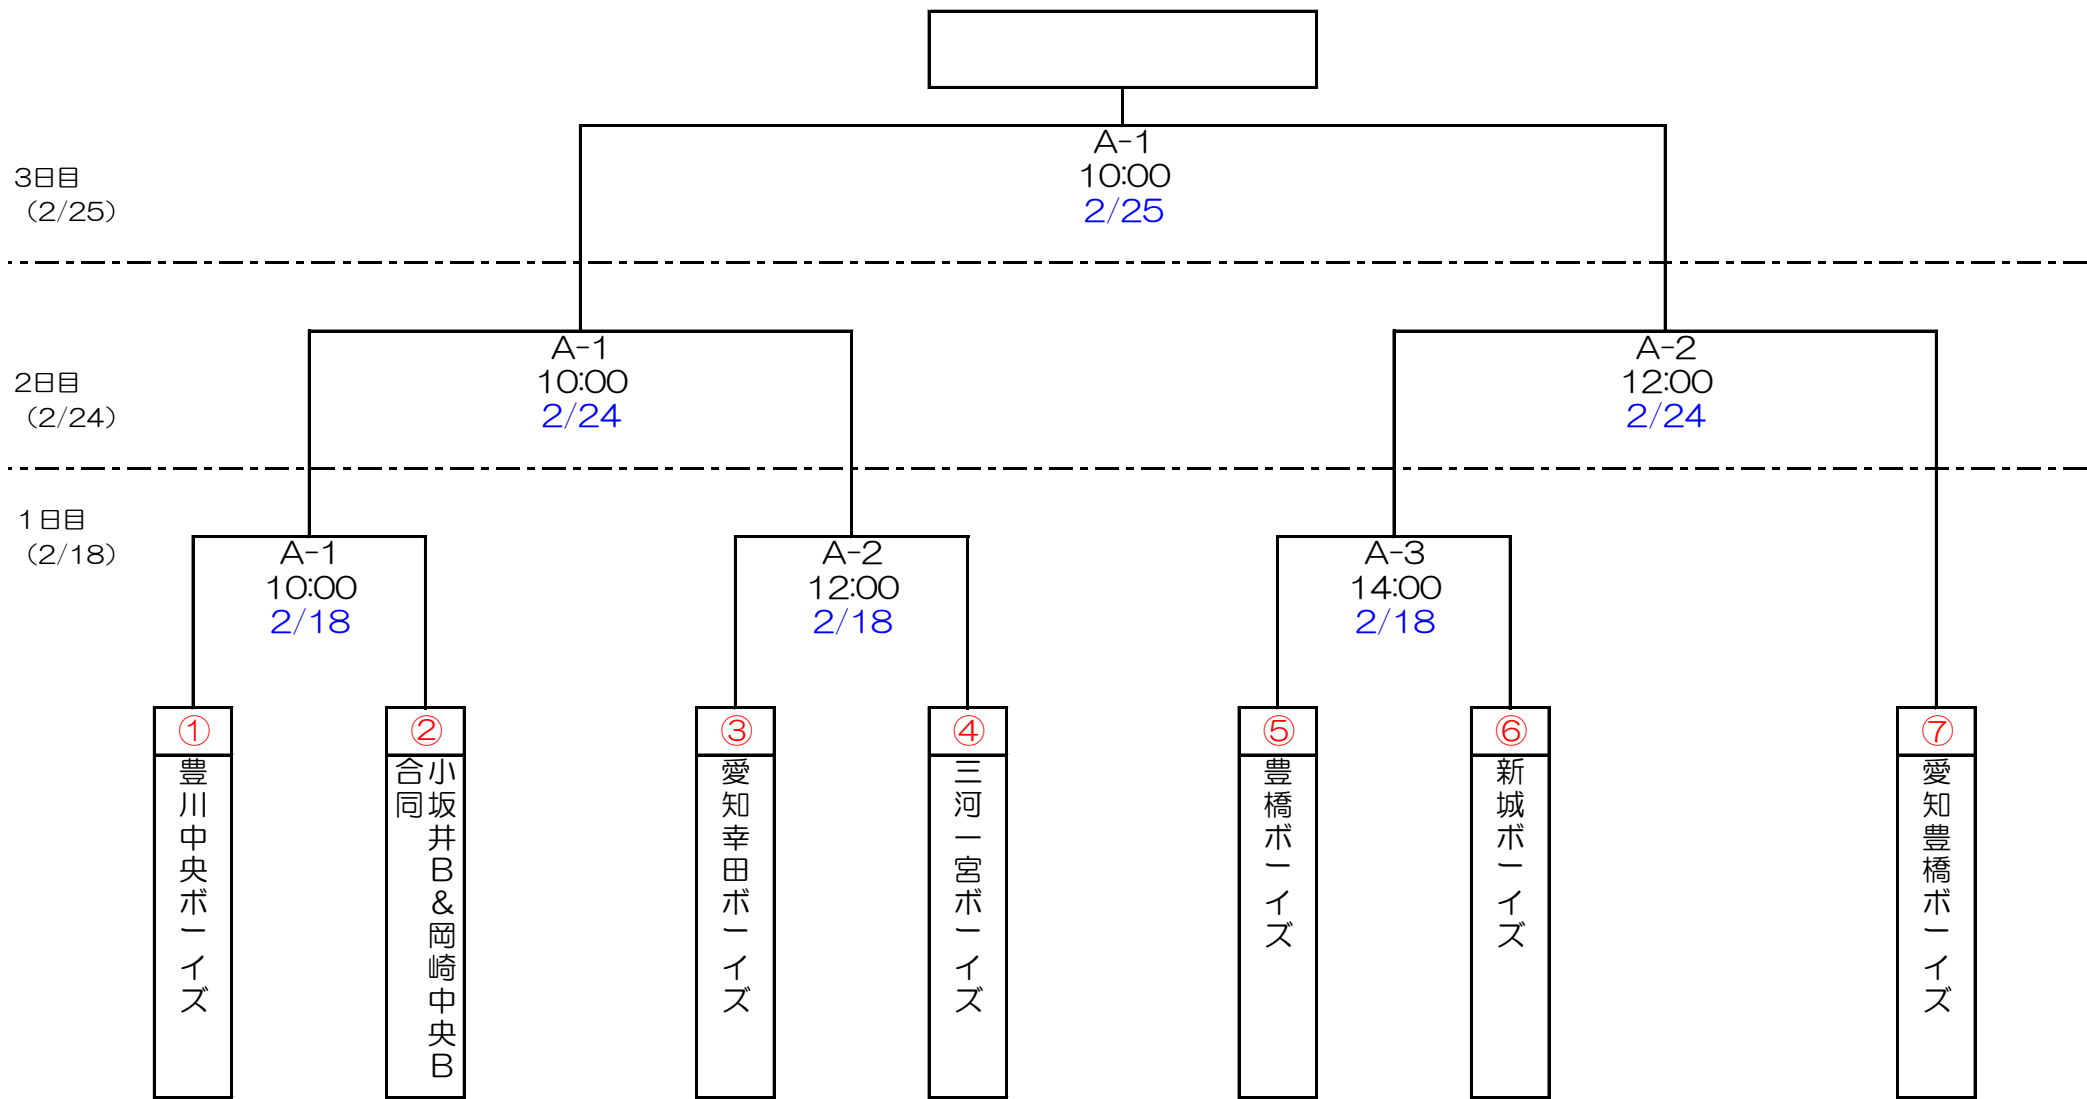 A-1
10:00
2/25
3日目
（2/25）
A-1
10:00
2/24
A-2
12:00
2/24
2日目
（2/24）
1日目
（2/18）
A-1
10:00
2/18
A-2
12:00
2/18
A-3
14:00
2/18
①
豊川中央ボーイズ
②
小坂井B&岡崎中央B
合同
③
愛知幸田ボーイズ
④
三河一宮ボーイズ
⑤
豊橋ボーイズ
⑥
新城ボーイズ
⑦
愛知豊橋ボーイズ